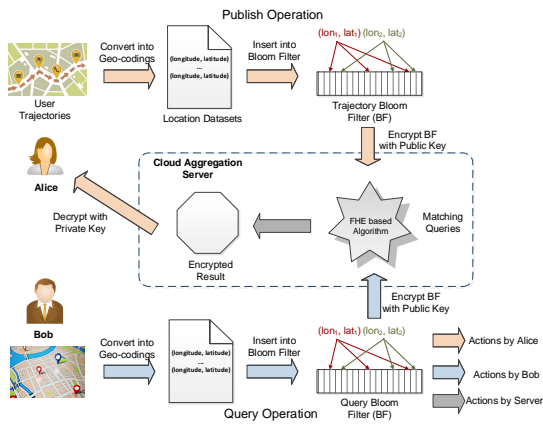 Publish Operation
Convert into
Geo-codings
(longitude, latitude)
...
(longitude, latitude)
Insert into
Bloom Filter
(lon₁, lat₁) (lon₂, lat₂)
User
Trajectories
Location Datasets
Trajectory Bloom
Filter (BF)
Encrypt BF
with Public Key
Alice
Cloud Aggregation
Server
Decrypt with
Private Key
FHE based
Algorithm
Matching
Queries
Encrypted
Result
Encrypt BF
with Public Key
Bob
Convert into
Geo-codings
(longitude, latitude)
...
(longitude, latitude)
Insert into
Bloom Filter
(lon₁, lat₁) (lon₂, lat₂)
Actions by Alice
Actions by Bob
Actions by Server
Query Bloom
Filter (BF)
Query Operation